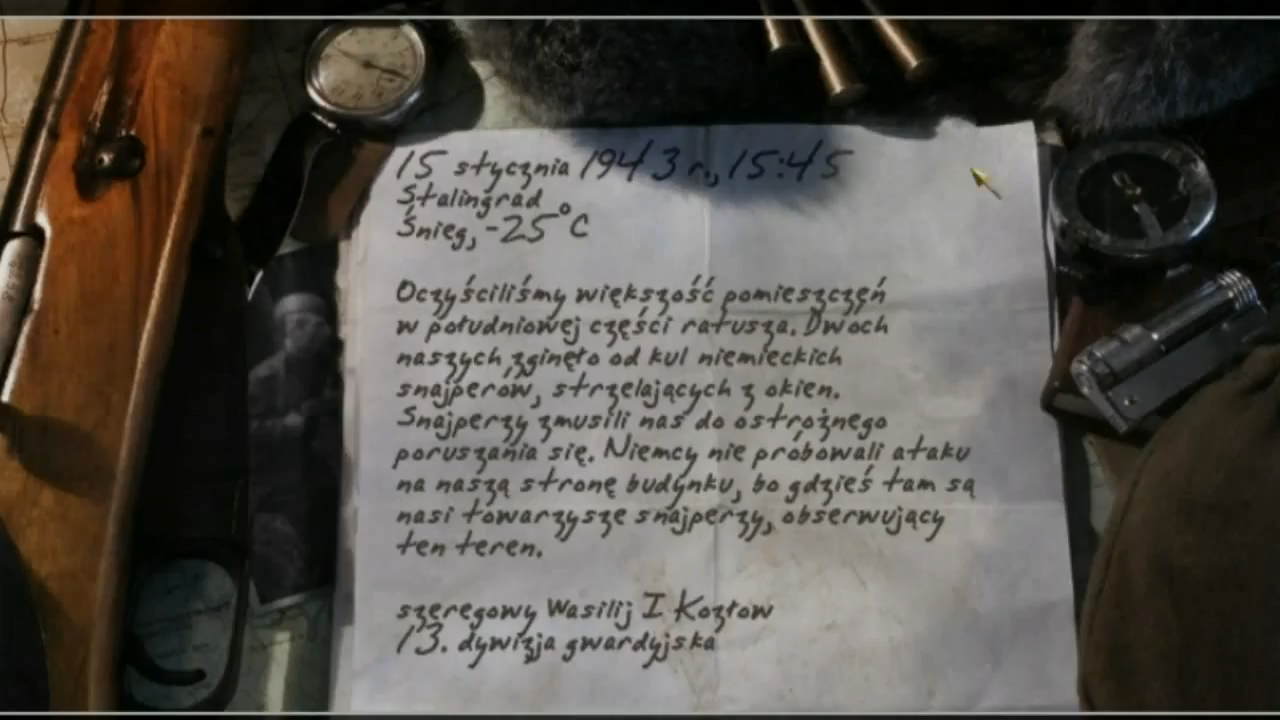 15 stycznia 1943 r., 15:45
Stalingrad
Śnieg, -25°C
Oczyściliśmy większość pomieszczeń
w południowej części ratusza. Dwoch
naszych zginęło od kul niemieckich
snajperów, strzelających z okien.
Snajperzy zmusili nas do ostrożnego
poruszania się. Niemcy nie próbowali ataku
na naszą stronę budynku, bo gdzieś tam są
nasi towarzysze snajperzy, obserwujący
ten teren.
szeregowy Wasilij I Kozłow
13. dywizja gwardyjska